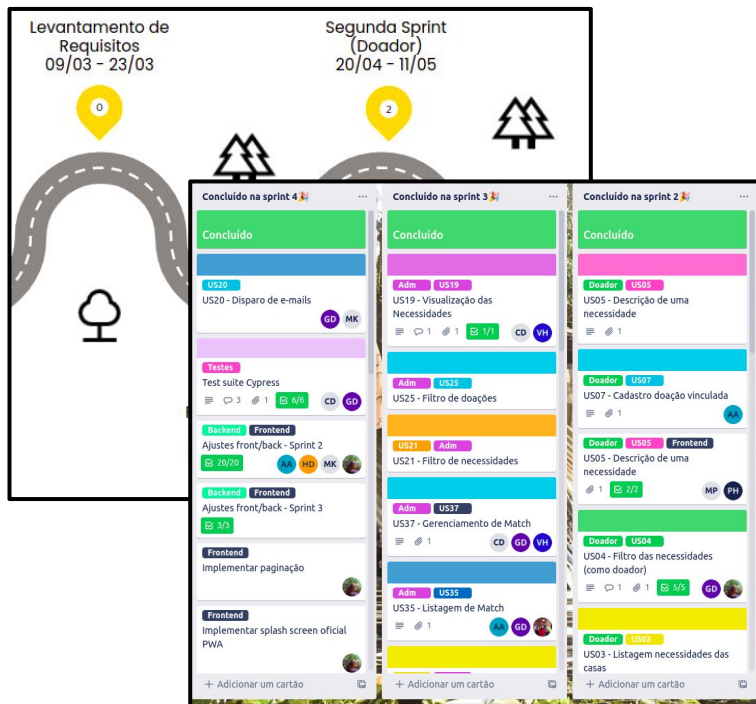 Levantamento de
Requisitos
09/03 - 23/03
0
Segunda Sprint
(Doador)
20/04 - 11/05
2
Concluído na sprint 4🎉
Concluído
US20
US20 - Disparo de e-mails
GD MK
Testes
Test suite Cypress
3 1 6/6 CD GD
Backend Frontend
Ajustes front/back - Sprint 2
20/20 AA HD MK
Backend Frontend
Ajustes front/back - Sprint 3
3/3
Frontend
Implementar paginação
Frontend
Implementar splash screen oficial
PWA
+ Adicionar um cartão
Concluído na sprint 3🎉
Concluído
Adm US19
US19 - Visualização das
Necessidades
1 1 1/1 CD VH
Adm US25
US25 - Filtro de doações
US21 Adm
US21 - Filtro de necessidades
Adm US37
US37 - Gerenciamento de Match
1 CD GD VH
Adm US35
US35 - Listagem de Match
1 AA GD
+ Adicionar um cartão
Concluído na sprint 2🎉
Concluído
Doador US05
US05 - Descrição de uma
necessidade
1
Doador US07
US07 - Cadastro doação vinculada
1 AA
Doador US05 Frontend
US05 - Descrição de uma
necessidade
1 2/2 MP PH
Doador US04
US04 - Filtro das necessidades
(como doador)
1 1 5/5 GD
Doador US03
US03 - Listagem necessidades das
casas
+ Adicionar um cartão